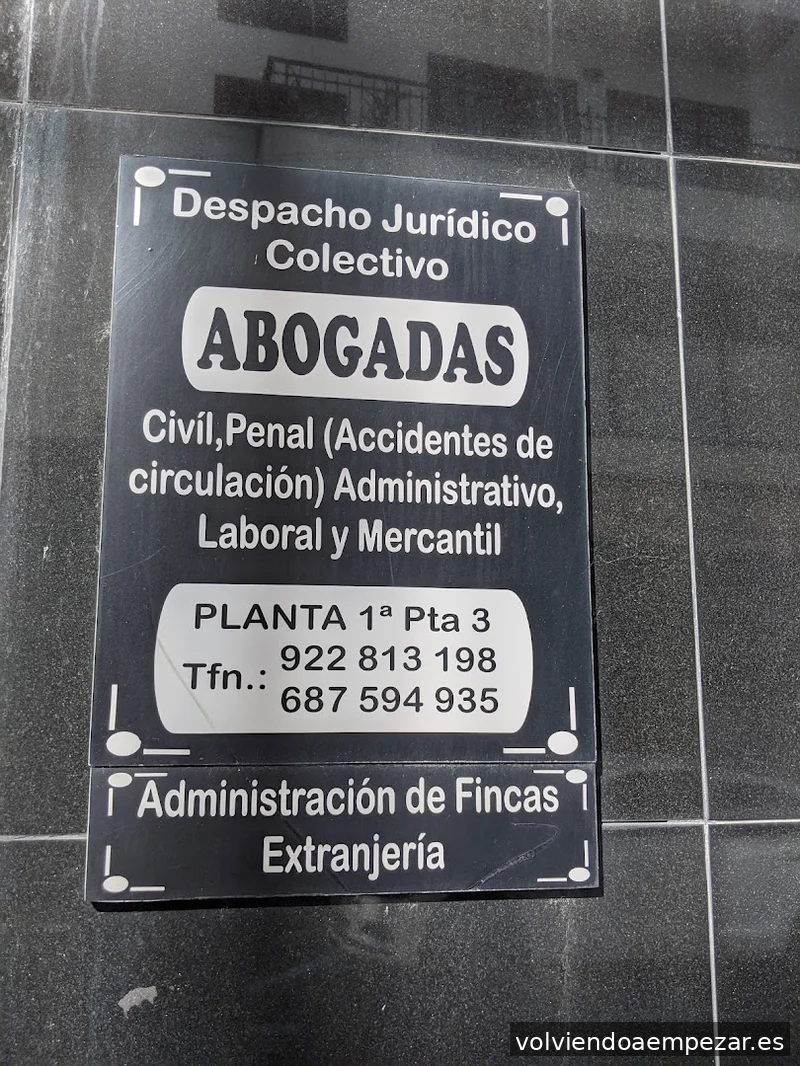 Despacho Jurídico
Colectivo
ABOGADAS
Civíl,Penal (Accidentes de
circulación) Administrativo,
Laboral y Mercantil
PLANTA 1ª Pta 3
Tfn.: 922 813 198
687 594 935
Administración de Fincas
Extranjería
volviendoaempezar.es